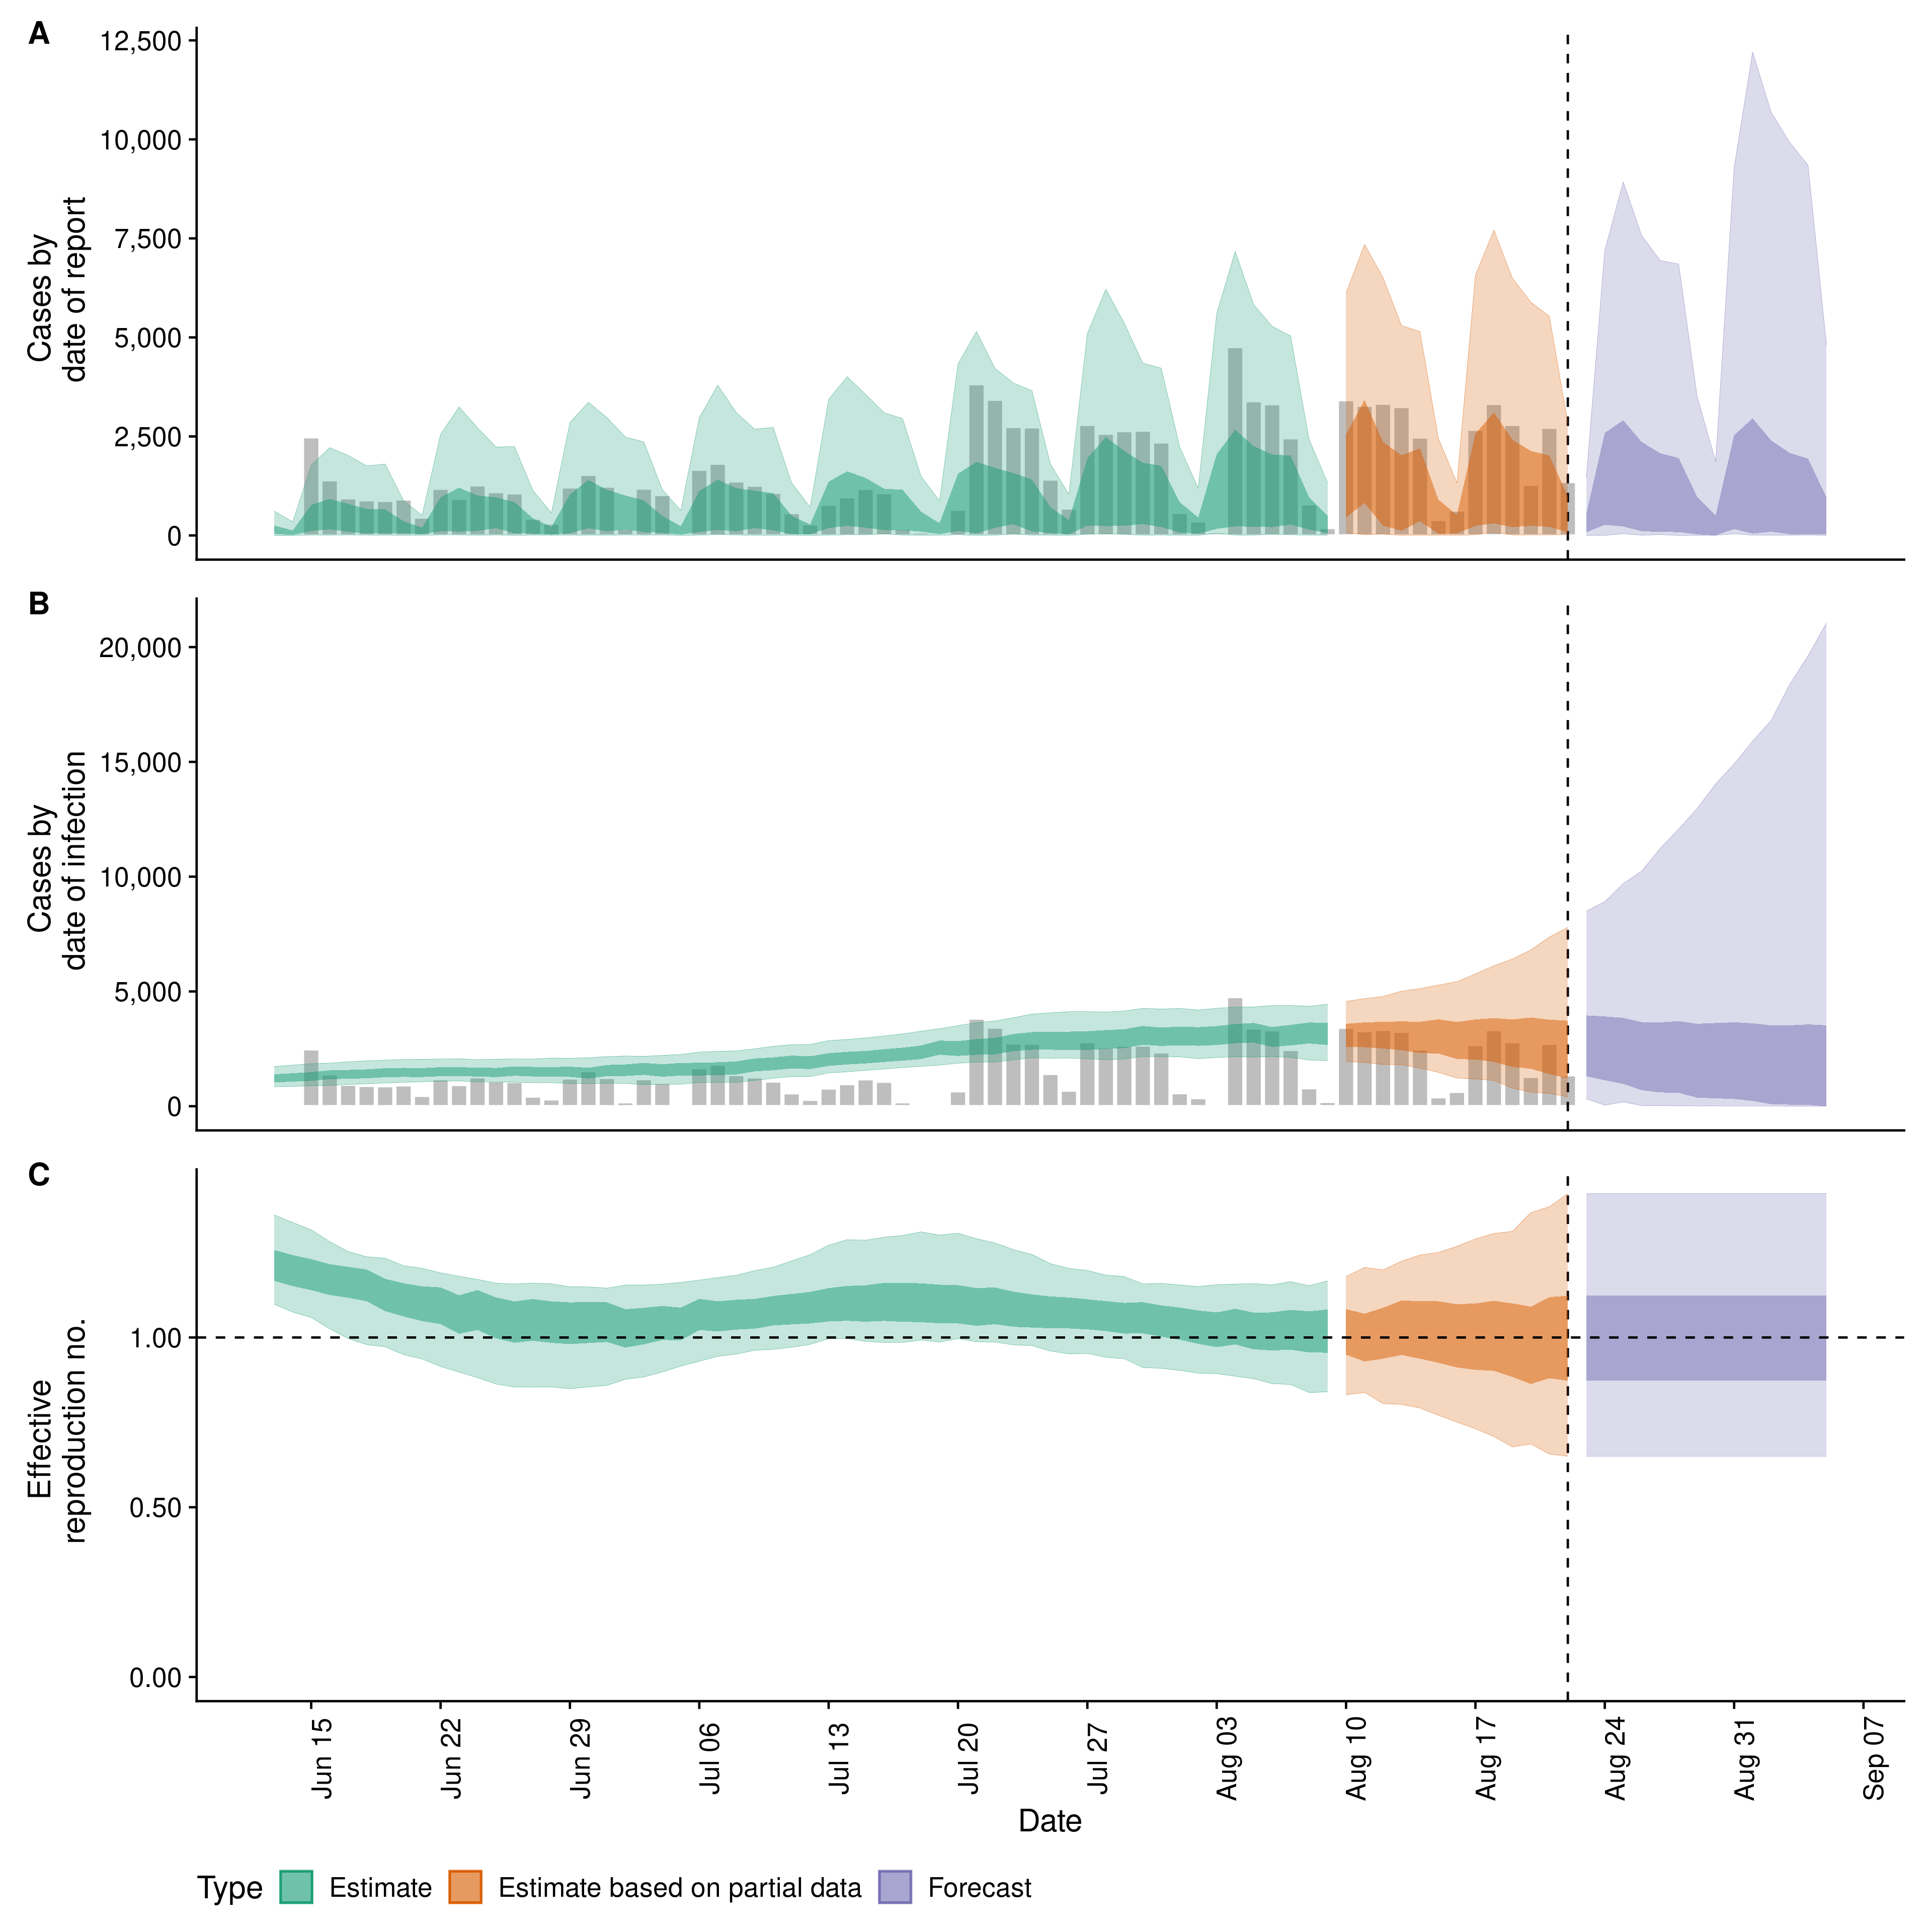 A
12,500
10,000
7,500
5,000
2,500
0
Cases by
date of report
B
20,000
15,000
10,000
5,000
0
Cases by
date of infection
C
1.00
0.50
0.00
Effective
reproduction no.
Jun 15
Jun 22
Jun 29
Jul 06
Jul 13
Jul 20
Jul 27
Aug 03
Aug 10
Aug 17
Aug 24
Aug 31
Sep 07
Date
Type Estimate Estimate based on partial data Forecast